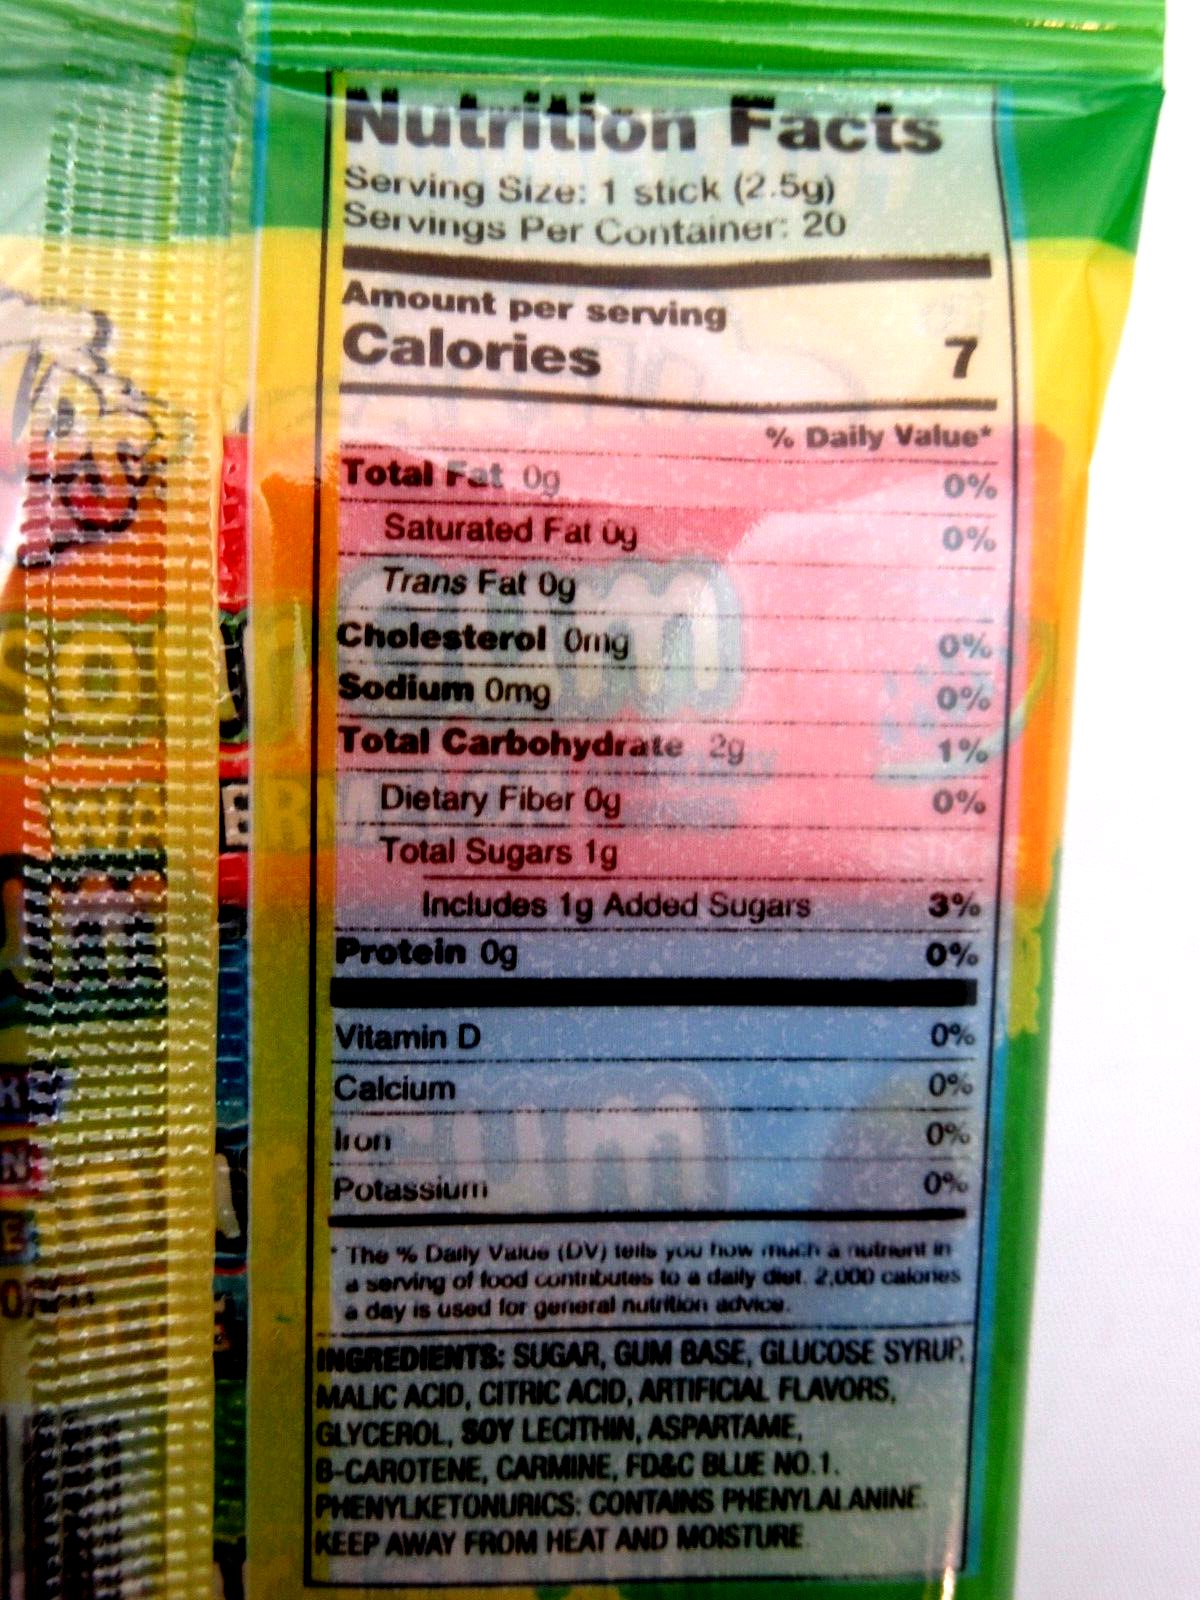 Nutrition Facts
Serving Size: 1 stick (2.5g)
Servings Per Container: 20
Amount per serving
Calories 7
% Daily Value*
Total Fat 0g 0%
Saturated Fat 0g 0%
Trans Fat 0g
Cholesterol 0mg 0%
Sodium 0mg 0%
Total Carbohydrate 2g 1%
Dietary Fiber 0g 0%
Total Sugars 1g
Includes 1g Added Sugars 3%
Protein 0g 0%
Vitamin D 0%
Calcium 0%
Iron 0%
Potassium 0%
* The % Daily Value (DV) tells you how much a nutrient in
a serving of food contributes to a daily diet. 2,000 calories
a day is used for general nutrition advice.
INGREDIENTS: SUGAR, GUM BASE, GLUCOSE SYRUP,
MALIC ACID, CITRIC ACID, ARTIFICIAL FLAVORS,
GLYCEROL, SOY LECITHIN, ASPARTAME,
B-CAROTENE, CARMINE, FD&C BLUE NO.1.
PHENYLKETONURICS: CONTAINS PHENYLALANINE.
KEEP AWAY FROM HEAT AND MOISTURE